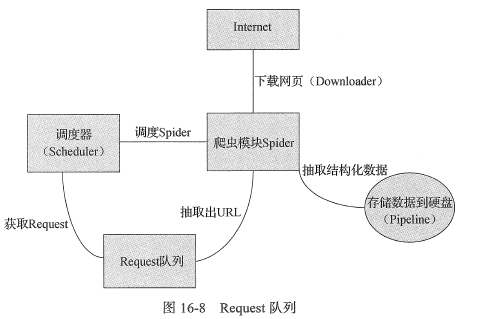 Internet
下载网页（Downloader）
调度器
（Scheduler）
调度Spider
爬虫模块Spider
抽取结构化数据
存储数据到硬盘
（Pipeline）
获取Request
抽取出URL
Request队列
图 16-8 Request 队列